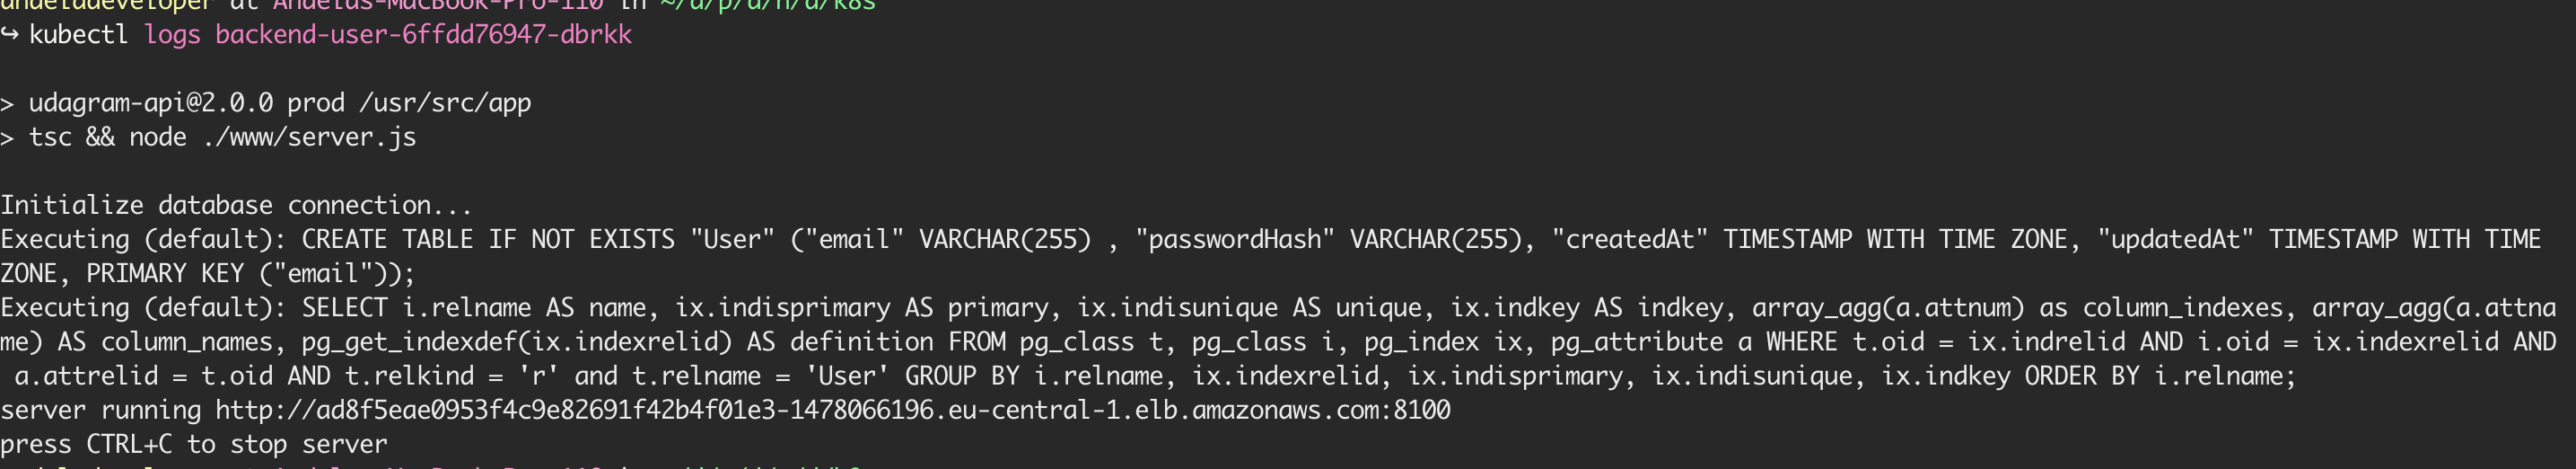 andeladeveloper at Andelas-MacBook-Pro-110 in ~/d/p/d/n/d/k8s
↪ kubectl logs backend-user-6ffdd76947-dbrkk
> udagram-api@2.0.0 prod /usr/src/app
> tsc && node ./www/server.js
Initialize database connection...
Executing (default): CREATE TABLE IF NOT EXISTS "User" ("email" VARCHAR(255) , "passwordHash" VARCHAR(255), "createdAt" TIMESTAMP WITH TIME ZONE, "updatedAt" TIMESTAMP WITH TIME
ZONE, PRIMARY KEY ("email"));
Executing (default): SELECT i.relname AS name, ix.indisprimary AS primary, ix.indisunique AS unique, ix.indkey AS indkey, array_agg(a.attnum) as column_indexes, array_agg(a.attna
me) AS column_names, pg_get_indexdef(ix.indexrelid) AS definition FROM pg_class t, pg_class i, pg_index ix, pg_attribute a WHERE t.oid = ix.indrelid AND i.oid = ix.indexrelid AND
a.attrelid = t.oid AND t.relkind = 'r' and t.relname = 'User' GROUP BY i.relname, ix.indexrelid, ix.indisprimary, ix.indisunique, ix.indkey ORDER BY i.relname;
server running http://ad8f5eae0953f4c9e82691f42b4f01e3-1478066196.eu-central-1.elb.amazonaws.com:8100
press CTRL+C to stop server